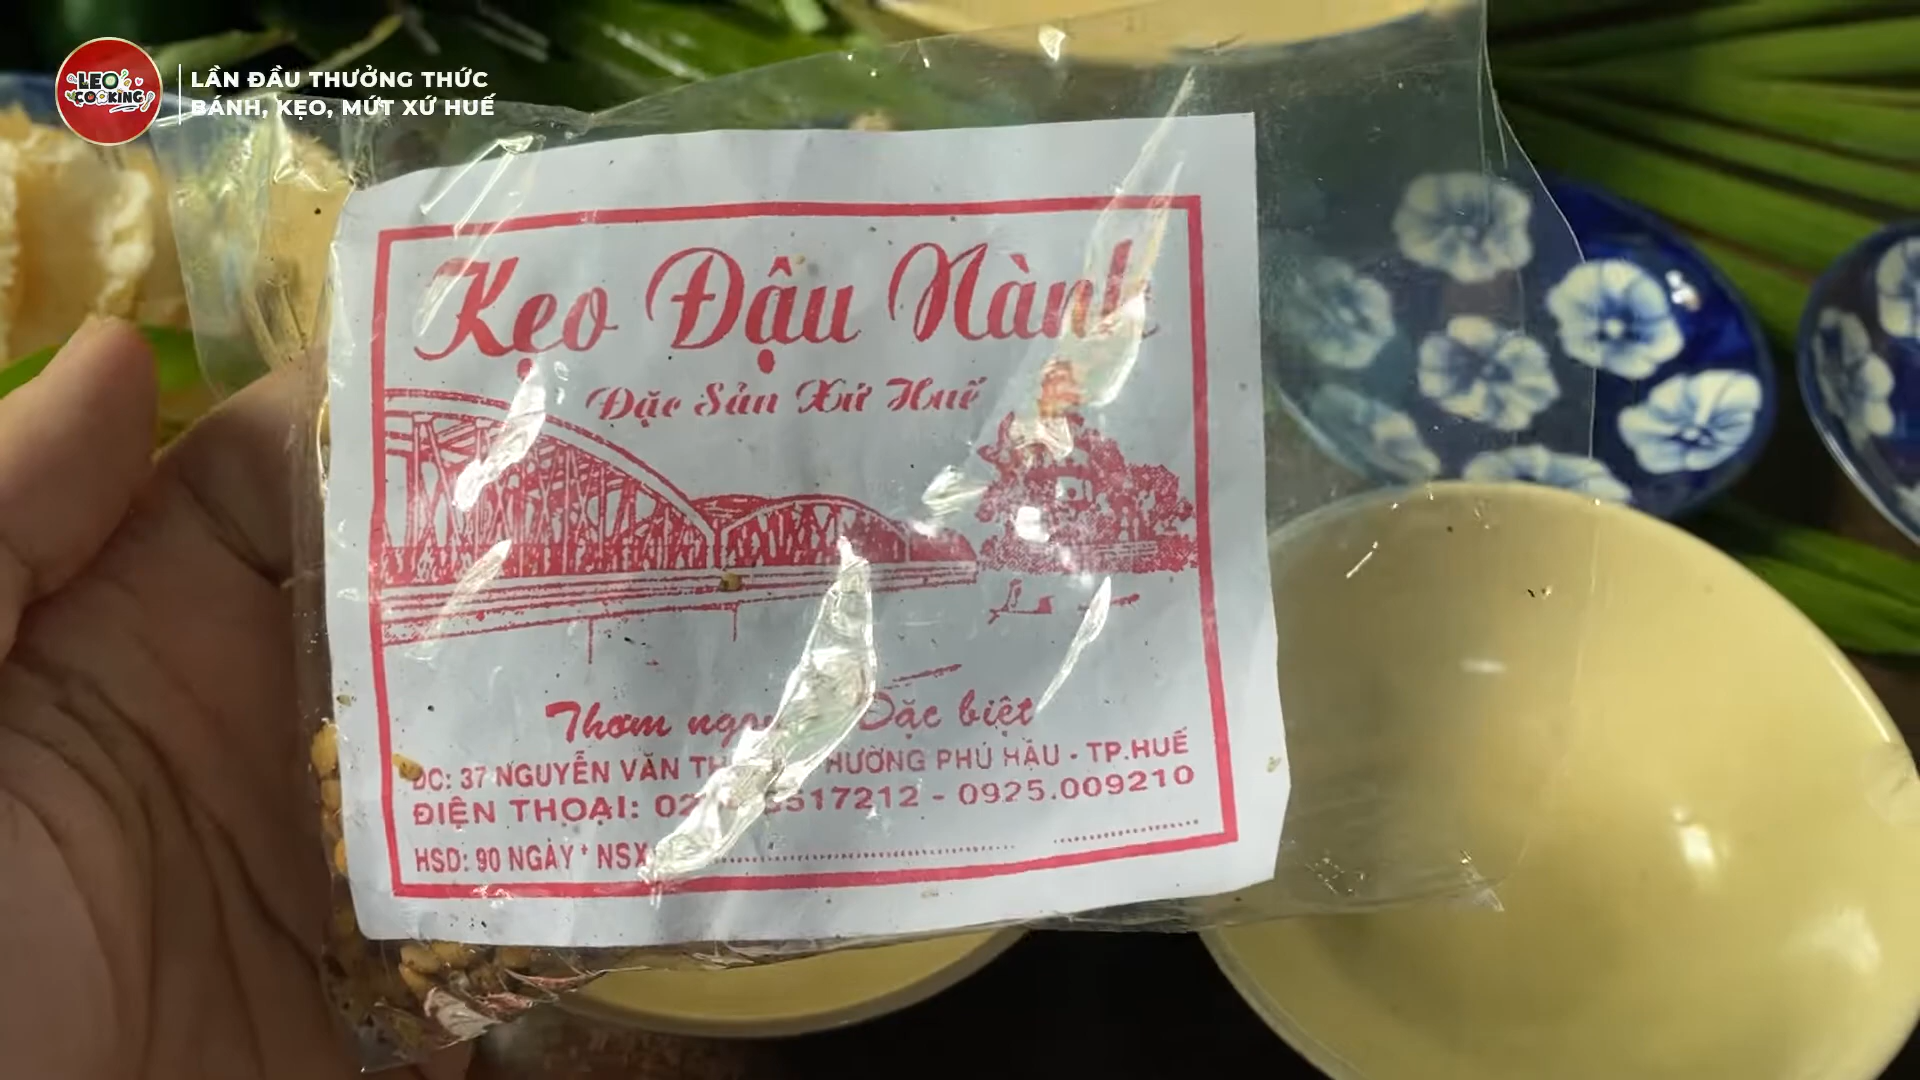 LEO
COOKING
LẦN ĐẦU THƯỞNG THỨC
BÁNH, KẸO, MỨT XỨ HUẾ
Kẹo Đậu Nành
Đặc Sản Xứ Huế
Thơm Đặc biệt
ĐC: 37 NGUYỄN VĂN PHÚ HẬU - TP.HUẾ
ĐIỆN THOẠI: - 0925.009210
HSD: 90 NGÀY + NSX